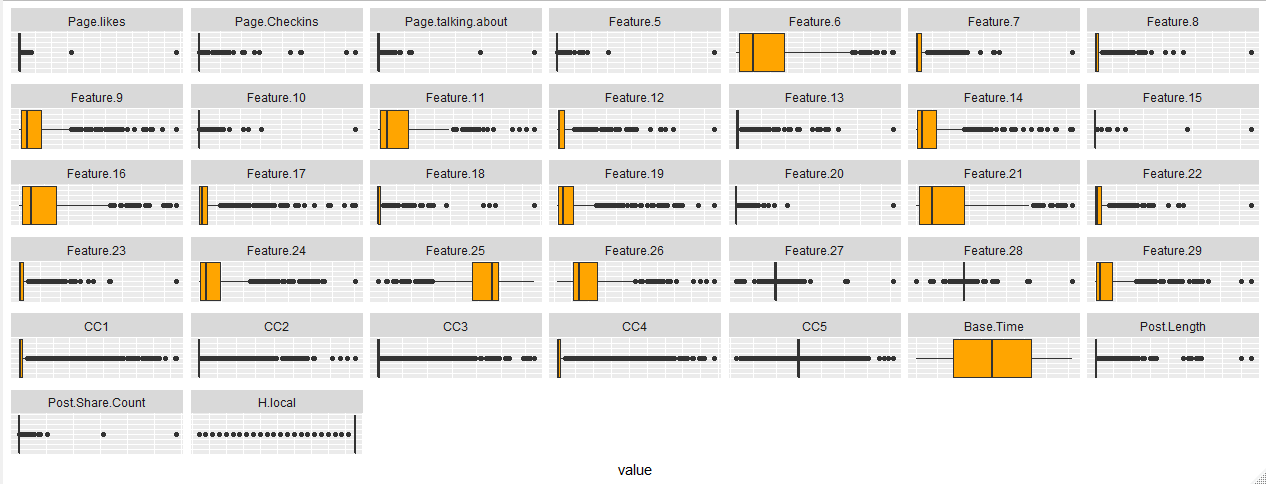 Page.likes
Page.Checkins
Page.talking.about
Feature.5
Feature.6
Feature.7
Feature.8
Feature.9
Feature.10
Feature.11
Feature.12
Feature.13
Feature.14
Feature.15
Feature.16
Feature.17
Feature.18
Feature.19
Feature.20
Feature.21
Feature.22
Feature.23
Feature.24
Feature.25
Feature.26
Feature.27
Feature.28
Feature.29
CC1
CC2
CC3
CC4
CC5
Base.Time
Post.Length
Post.Share.Count
H.local
value